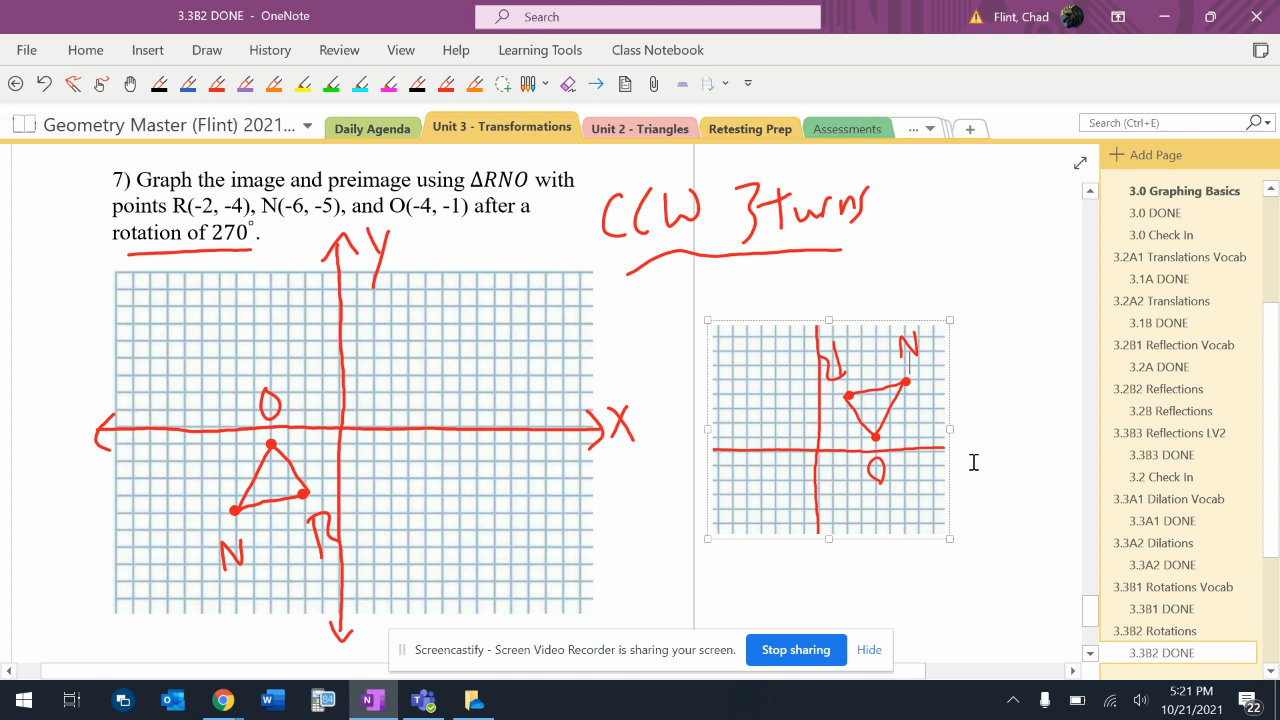 3.3B2 DONE - OneNote
Search
Flint, Chad
File Home Insert Draw History Review View Help Learning Tools Class Notebook
Geometry Master (Flint) 2021...
Daily Agenda
Unit 3 - Transformations
Unit 2 - Triangles
Retesting Prep
Assessments
...
Search (Ctrl+E)
Add Page
7) Graph the image and preimage using ΔRNO with
points R(-2, -4), N(-6, -5), and O(-4, -1) after a
rotation of 270°.
CCW 3 turns
Y
X
O
N
R
N
R
O
3.0 Graphing Basics
3.0 DONE
3.0 Check In
3.2A1 Translations Vocab
3.1A DONE
3.2A2 Translations
3.1B DONE
3.2B1 Reflection Vocab
3.2A DONE
3.2B2 Reflections
3.2B Reflections
3.3B3 Reflections LV2
3.3B3 DONE
3.2 Check In
3.3A1 Dilation Vocab
3.3A1 DONE
3.3A2 Dilations
3.3A2 DONE
3.3B1 Rotations Vocab
3.3B1 DONE
3.3B2 Rotations
3.3B2 DONE
Screencastify - Screen Video Recorder is sharing your screen.
Stop sharing
Hide
84
5:21 PM
10/21/2021
22